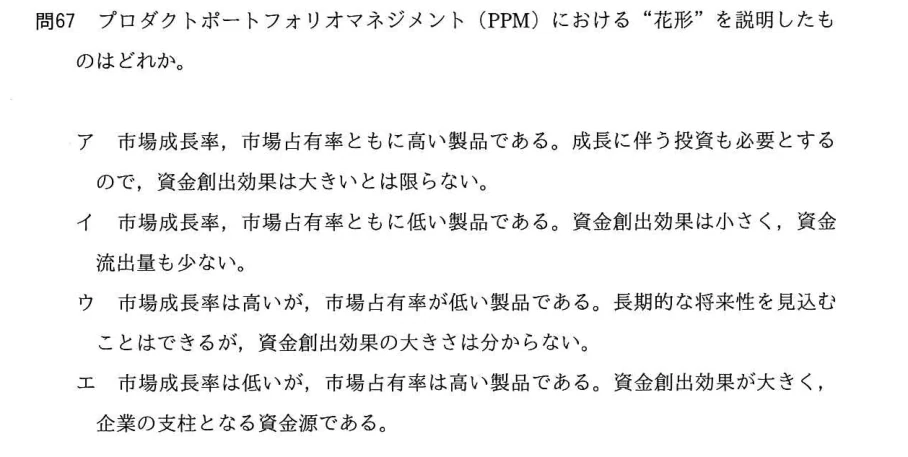 問67 プロダクトポートフォリオマネジメント（PPM）における“花形”を説明したも
のはどれか。
ア 市場成長率，市場占有率ともに高い製品である。成長に伴う投資も必要とする
ので，資金創出効果は大きいとは限らない。
イ 市場成長率，市場占有率ともに低い製品である。資金創出効果は小さく，資金
流出量も少ない。
ウ 市場成長率は高いが，市場占有率が低い製品である。長期的な将来性を見込む
ことはできるが，資金創出効果の大きさは分からない。
エ 市場成長率は低いが，市場占有率は高い製品である。資金創出効果が大きく，
企業の支柱となる資金源である。